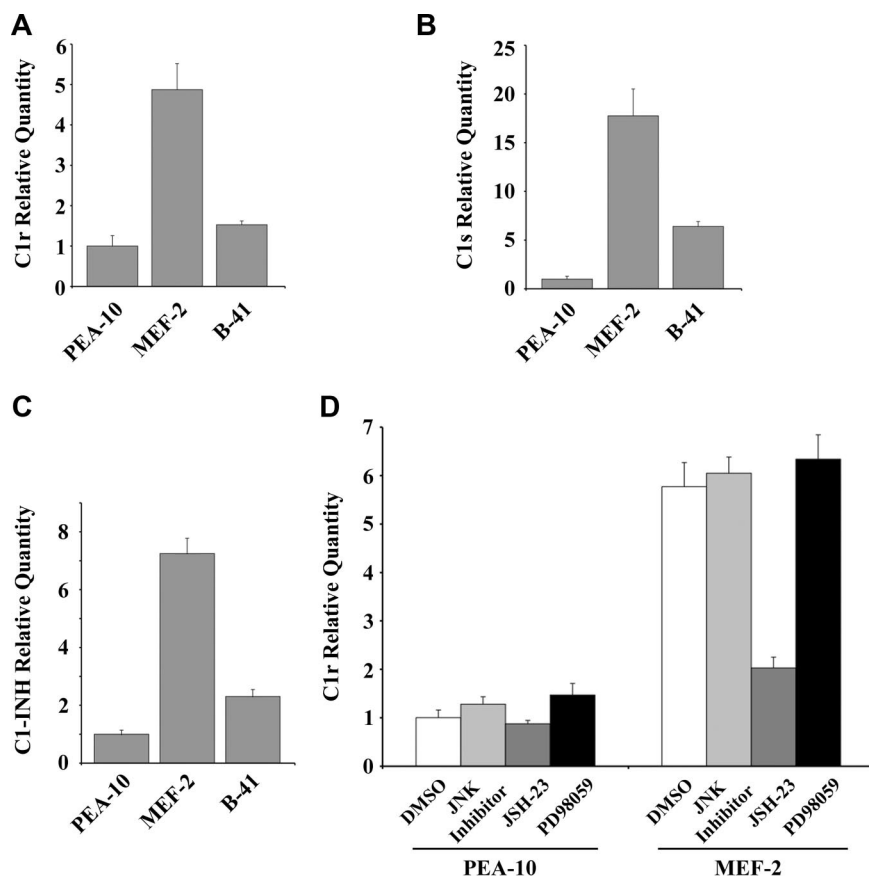 A
C1r Relative Quantity
6
5
4
3
2
1
0
PEA-10
MEF-2
B-41
B
C1s Relative Quantity
25
20
15
10
5
0
PEA-10
MEF-2
B-41
C
C1-INH Relative Quantity
8
6
4
2
0
PEA-10
MEF-2
B-41
D
C1r Relative Quantity
7
6
5
4
3
2
1
0
DMSO
JNK
Inhibitor
JSH-23
PD98059
DMSO
JNK
Inhibitor
JSH-23
PD98059
PEA-10
MEF-2